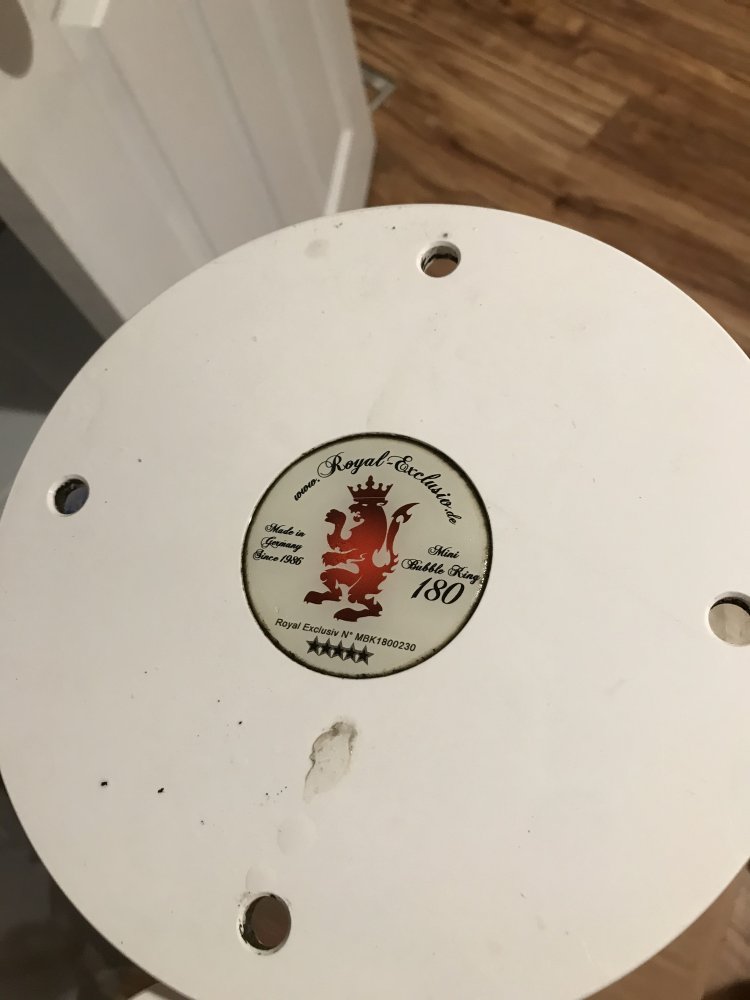 www.Royal-Exclusiv.de
Made in
Germany
Since 1986
Mini
Bubble King
180
Royal Exclusiv N° MBK1800230